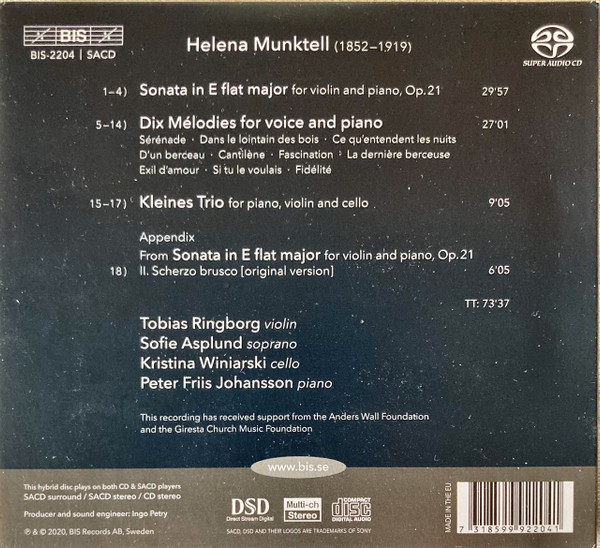 BIS
BIS-2204 | SACD
Helena Munktell (1852–1919)
SUPER AUDIO CD
1–4) Sonata in E flat major for violin and piano, Op.21 29'57
5–14) Dix Mélodies for voice and piano 27'01
Sérénade · Dans le lointain des bois · Ce qu'entendent les nuits
D'un berceau · Cantilène · Fascination · La dernière berceuse
Exil d'amour · Si tu le voulais · Fidélité
15–17) Kleines Trio for piano, violin and cello 9'05
Appendix
From Sonata in E flat major for violin and piano, Op.21
18) II. Scherzo brusco [original version] 6'05
TT: 73'37
Tobias Ringborg violin
Sofie Asplund soprano
Kristina Winiarski cello
Peter Friis Johansson piano
This recording has received support from the Anders Wall Foundation
and the Giresta Church Music Foundation
www.bis.se
This hybrid disc plays on both CD & SACD players
SACD surround / SACD stereo / CD stereo
Producer and sound engineer: Ingo Petry
℗ & © 2020, BIS Records AB, Sweden
DSD
Direct Stream Digital
Multi-ch
Stereo
COMPACT
disc
DIGITAL AUDIO
SACD, DSD AND THEIR LOGOS ARE TRADEMARKS OF SONY
MADE IN THE EU
7 318599 922041